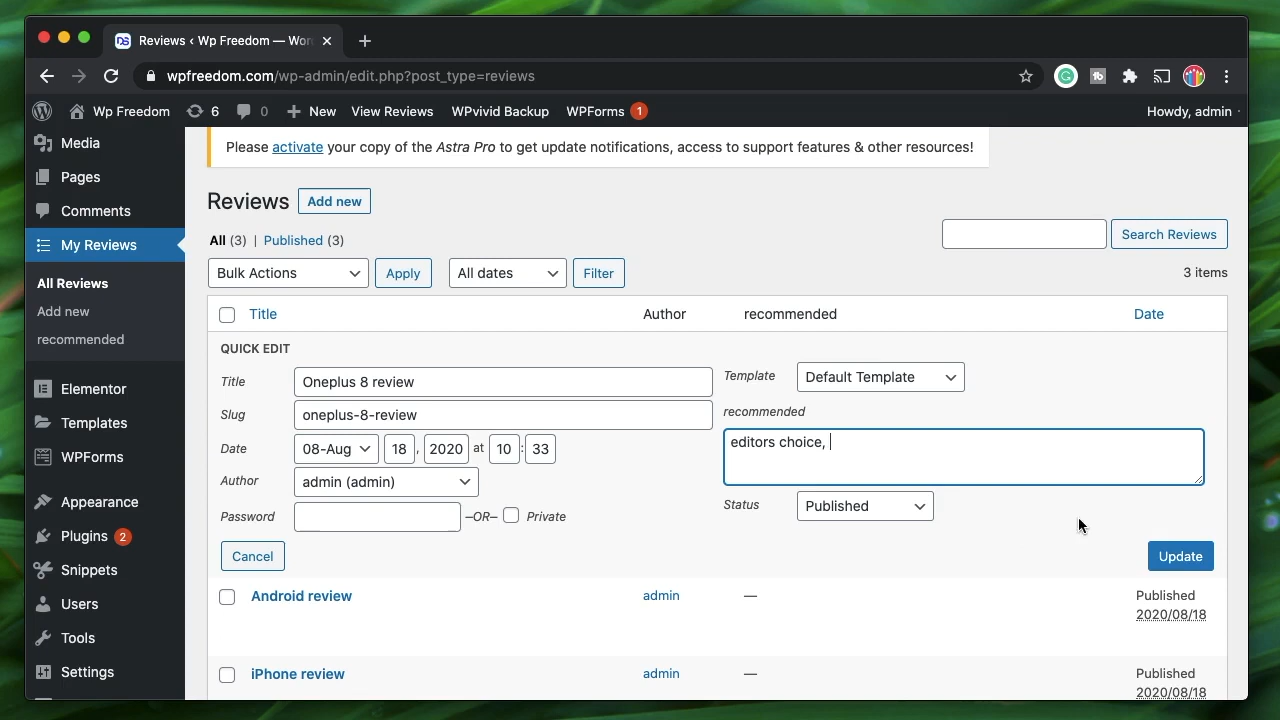 Reviews ‹ Wp Freedom — Wor
wpfreedom.com/wp-admin/edit.php?post_type=reviews
Wp Freedom 6 0 New View Reviews WPvivid Backup WPForms 1 Howdy, admin
Media
Pages
Comments
My Reviews
All Reviews
Add new
recommended
Elementor
Templates
WPForms
Appearance
Plugins 2
Snippets
Users
Tools
Settings
Please activate your copy of the Astra Pro to get update notifications, access to support features & other resources!
Reviews Add new
All (3) | Published (3)
Search Reviews
Bulk Actions Apply All dates Filter
3 items
Title Author recommended Date
QUICK EDIT
Title Oneplus 8 review
Slug oneplus-8-review
Date 08-Aug 18 , 2020 at 10 : 33
Author admin (admin)
Password –OR– Private
Template Default Template
recommended
editors choice,
Status Published
Cancel Update
Android review admin — Published
2020/08/18
iPhone review admin — Published
2020/08/18